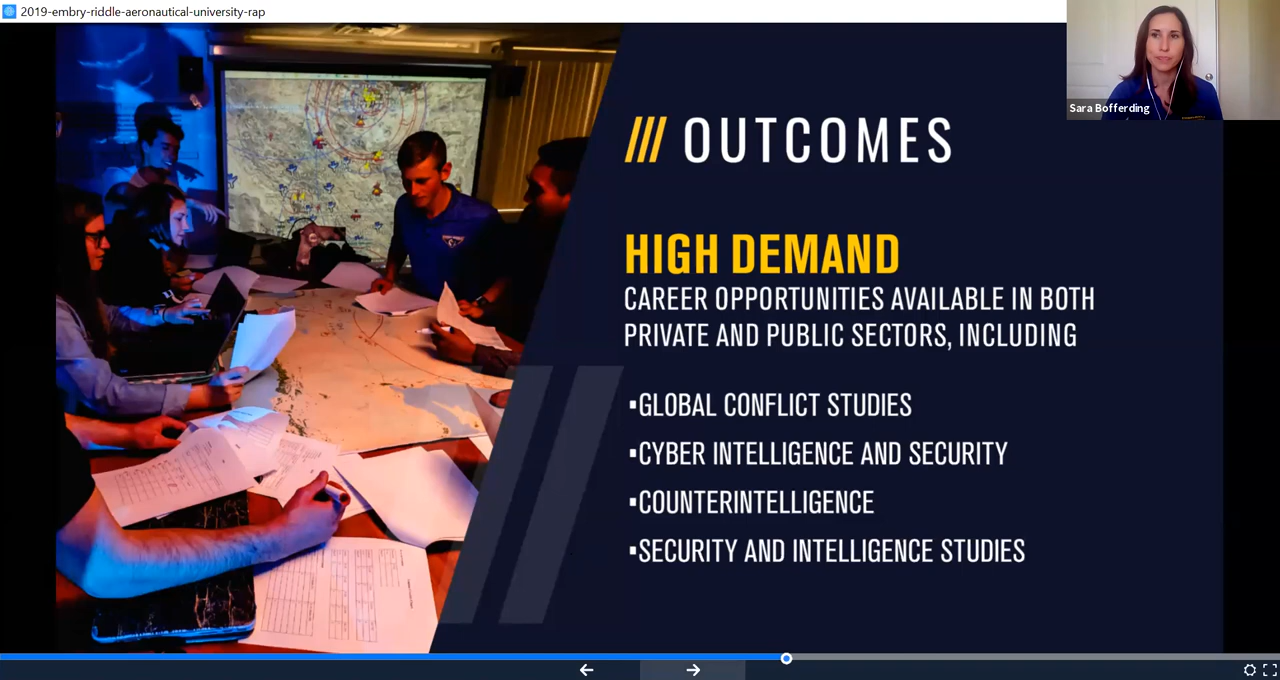 2019-embry-riddle-aeronautical-university-rap
Sara Bofferding
/// OUTCOMES
HIGH DEMAND
CAREER OPPORTUNITIES AVAILABLE IN BOTH
PRIVATE AND PUBLIC SECTORS, INCLUDING
▪GLOBAL CONFLICT STUDIES
▪CYBER INTELLIGENCE AND SECURITY
▪COUNTERINTELLIGENCE
▪SECURITY AND INTELLIGENCE STUDIES